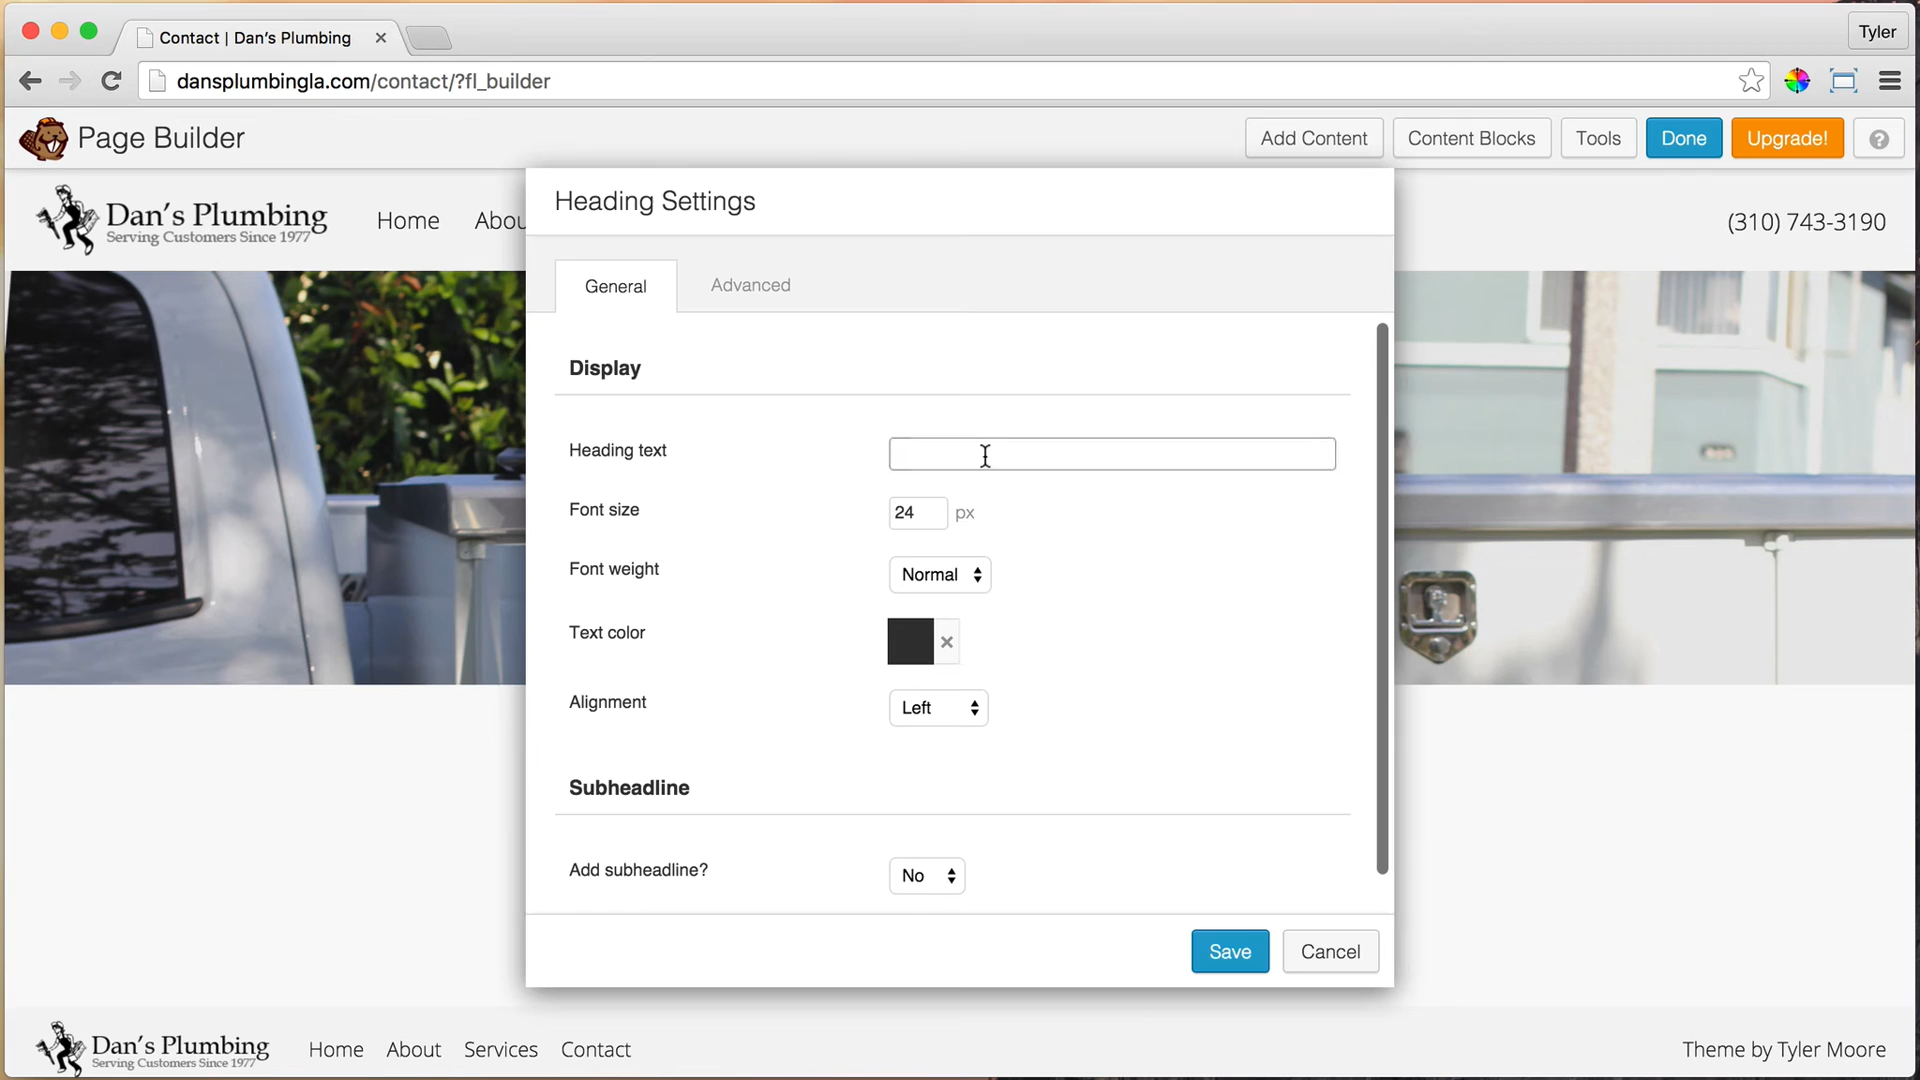 Contact | Dan's Plumbing
Tyler
dansplumbingla.com/contact/?fl_builder
Page Builder
Add Content
Content Blocks
Tools
Done
Upgrade!
?
Dan's Plumbing
Serving Customers Since 1977
Home
Abou
(310) 743-3190
Heading Settings
General
Advanced
Display
Heading text
Font size
24 px
Font weight
Normal
Text color
Alignment
Left
Subheadline
Add subheadline?
No
Save
Cancel
Dan's Plumbing
Serving Customers Since 1977
Home
About
Services
Contact
Theme by Tyler Moore